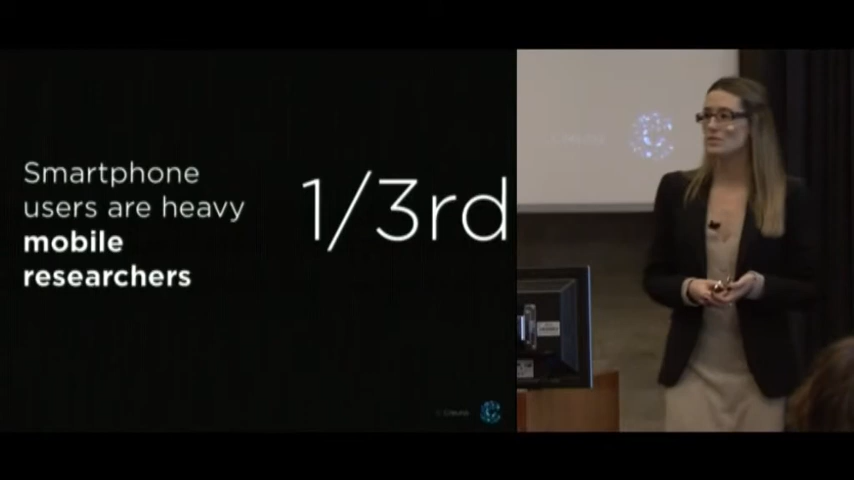 Smartphone
users are heavy
mobile
researchers
1/3rd